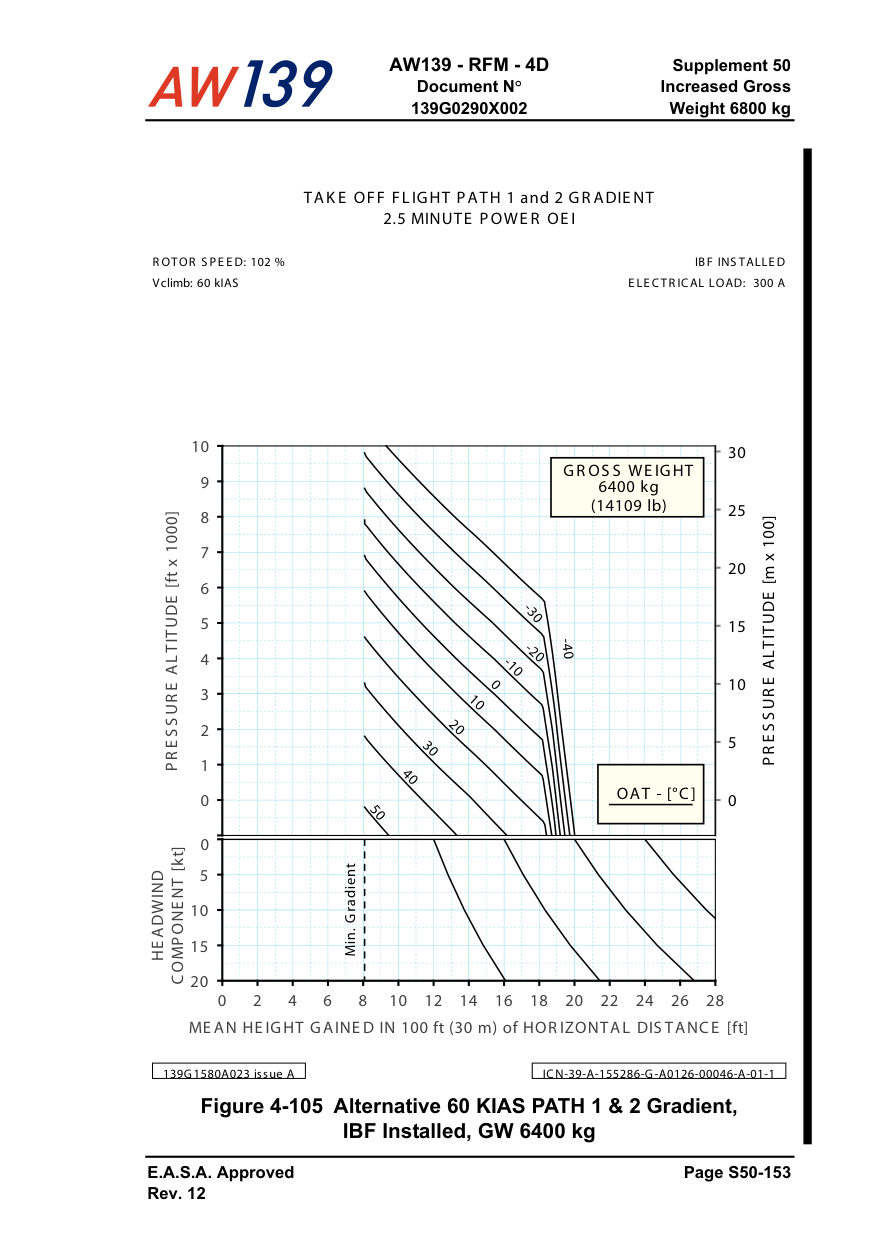 AW139
AW139 - RFM - 4D
Document N°
139G0290X002
Supplement 50
Increased Gross
Weight 6800 kg
TAKE OFF FLIGHT PATH 1 and 2 GRADIENT
2.5 MINUTE POWER OEI
ROTOR SPEED: 102 %
IBF INSTALLED
Vclimb: 60 kIAS
ELECTRICAL LOAD: 300 A
GROSS WEIGHT
6400 kg
(14109 lb)
PRESSURE ALTITUDE [ft x 1000]
10
9
8
7
6
5
4
3
2
1
0
PRESSURE ALTITUDE [m x 100]
30
25
20
15
10
5
0
-40
-30
-20
-10
0
10
20
30
40
50
OAT - [°C]
HEADWIND
COMPONENT [kt]
0
5
10
15
20
Min. Gradient
0 2 4 6 8 10 12 14 16 18 20 22 24 26 28
MEAN HEIGHT GAINED IN 100 ft (30 m) of HORIZONTAL DISTANCE [ft]
139G1580A023 issue A
ICN-39-A-155286-G-A0126-00046-A-01-1
Figure 4-105 Alternative 60 KIAS PATH 1 & 2 Gradient,
IBF Installed, GW 6400 kg
E.A.S.A. Approved
Rev. 12
Page S50-153